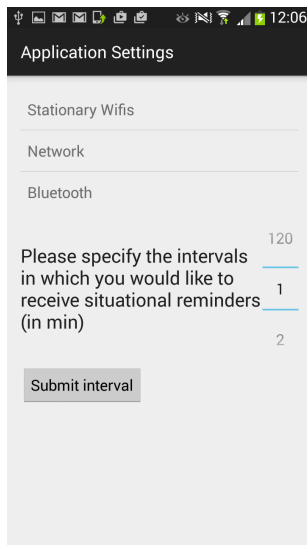 12:06
Application Settings
Stationary Wifis
Network
Bluetooth
120
Please specify the intervals
in which you would like to
receive situational reminders
(in min)
1
2
Submit interval